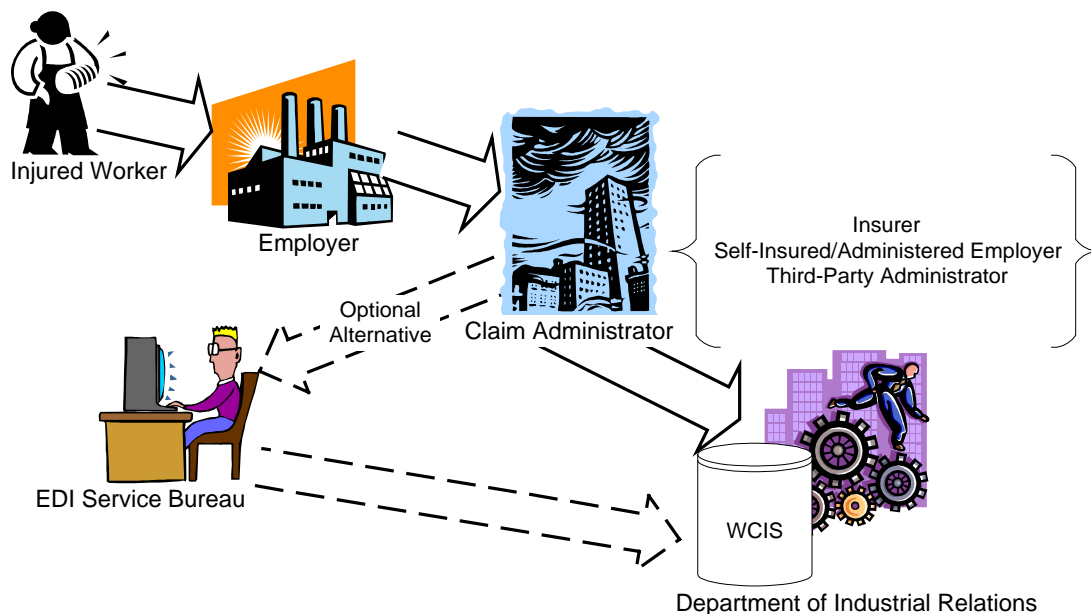 Injured Worker
Employer
Insurer
Self-Insured/Administered Employer
Third-Party Administrator
Optional
Alternative
Claim Administrator
EDI Service Bureau
WCIS
Department of Industrial Relations